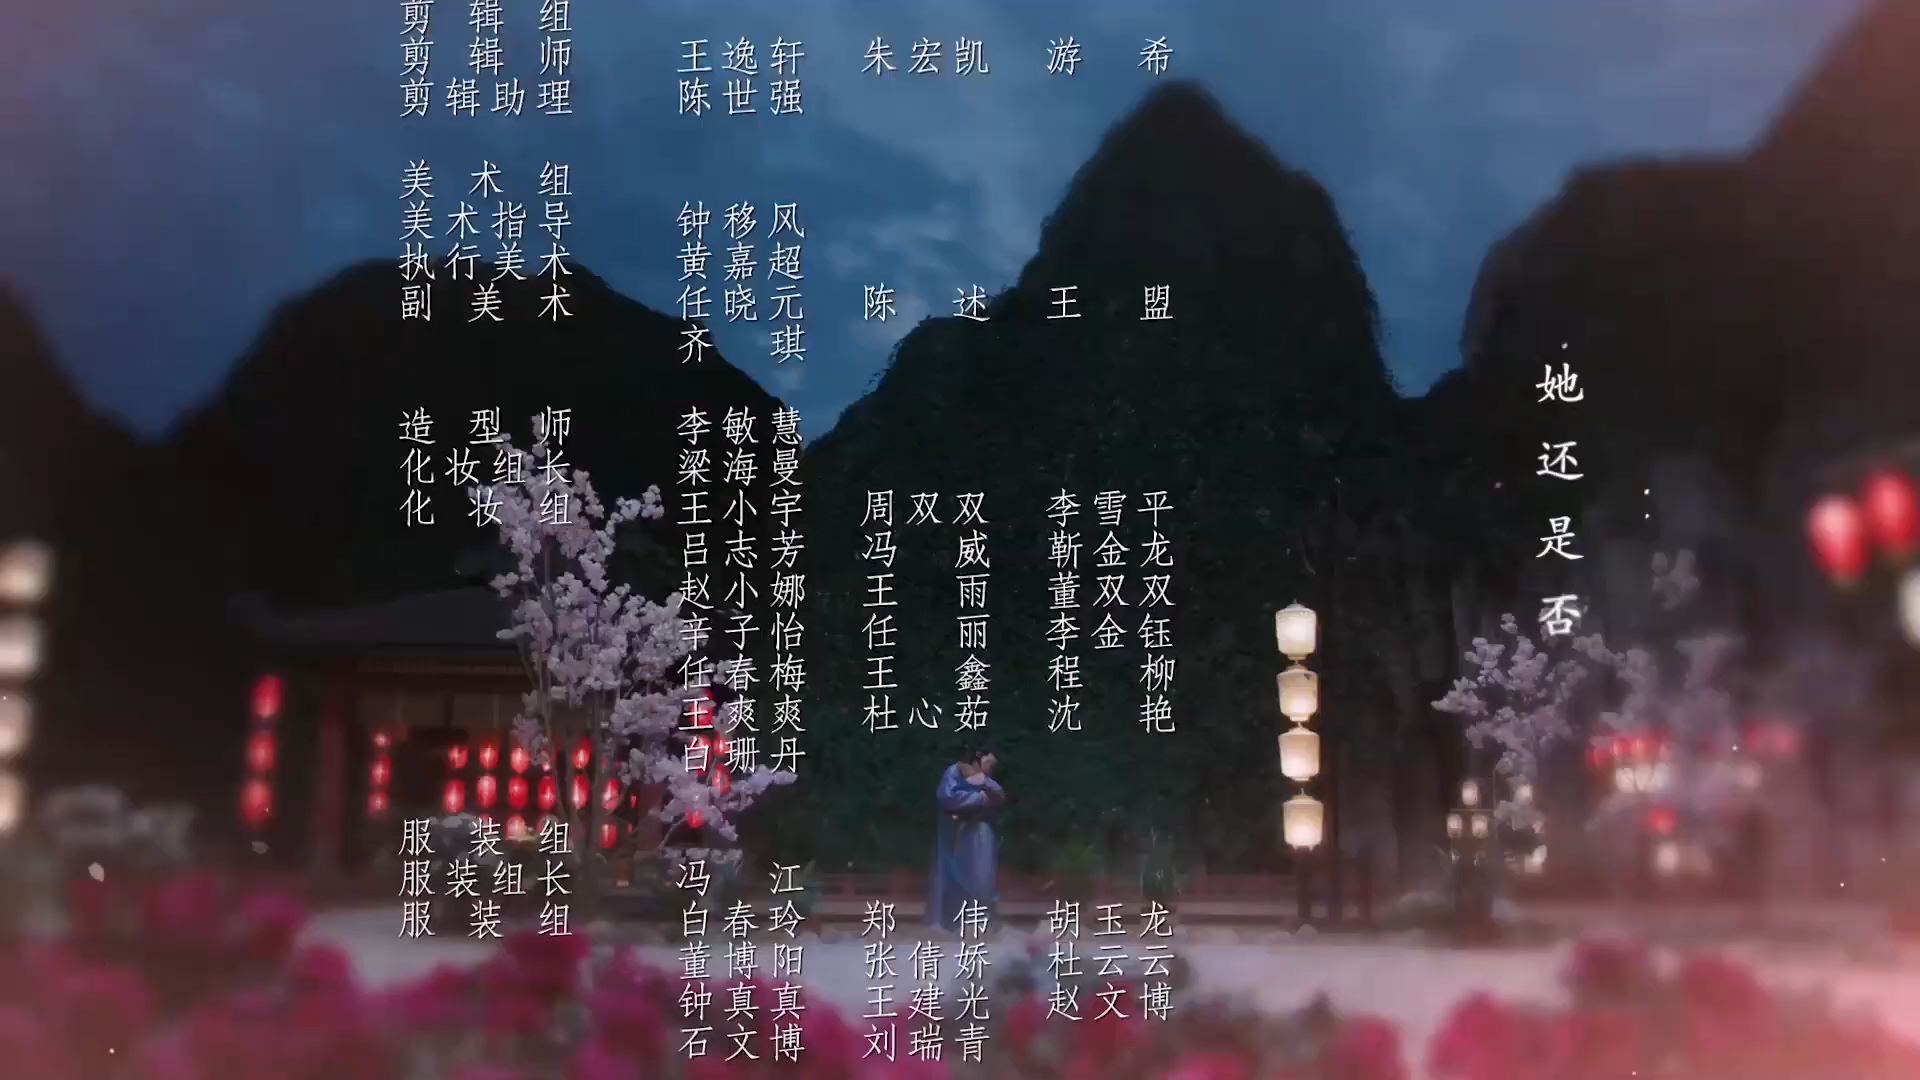 剪辑组
剪辑师 王逸轩 朱宏凯 游希
剪辑助理 陈世强
美术组
美术指导 钟移风
执行美术 黄嘉超
副美术 任晓元 陈述 王盟
齐琪
造型师 李敏慧
化妆组长 梁海曼
化妆组 王小宇 周双双 李雪平
吕志芳 冯威 靳金龙
赵小娜 王雨 董双双
辛子怡 任丽 李金钰
任春梅 王鑫 程柳
王爽爽 杜心茹 沈艳
白珊丹
服装组
服装组长 冯江
服装组 白春玲 郑伟 胡玉龙
董博阳 张倩娇 杜云云
钟真真 王建光 赵文博
石文博 刘瑞青
她还是否